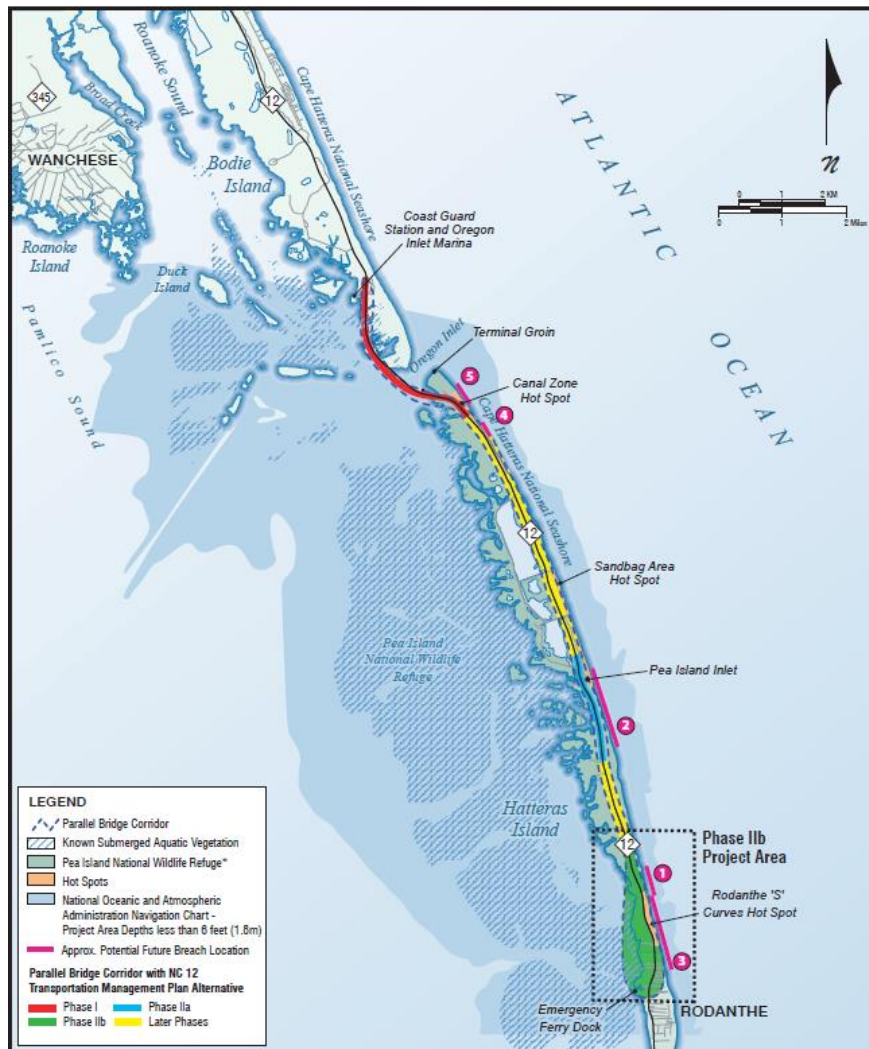 345
Roanoke Sound
Broad Creek
12
Cape Hatteras National Seashore
WANCHESE
Bodie
Island
Roanoke
Island
Duck
Island
Pamlico Sound
Coast Guard
Station and Oregon
Inlet Marina
ATLANTIC
OCEAN
n
0 1 2 KM
0 1 2 Miles
Oregon Inlet
Terminal Groin
5
Canal Zone
Hot Spot
4
Cape Hatteras National Seashore
12
Sandbag Area
Hot Spot
Pea Island
National Wildlife
Refuge
Pea Island Inlet
2
Hatteras
Island
12
Phase IIb
Project Area
1
Rodanthe 'S'
Curves Hot Spot
3
Emergency
Ferry Dock
RODANTHE
LEGEND
Parallel Bridge Corridor
Known Submerged Aquatic Vegetation
Pea Island National Wildlife Refuge*
Hot Spots
National Oceanic and Atmospheric
Administration Navigation Chart -
Project Area Depths less than 6 feet (1.8m)
Approx. Potential Future Breach Location
Parallel Bridge Corridor with NC 12
Transportation Management Plan Alternative
Phase I Phase IIa
Phase IIb Later Phases